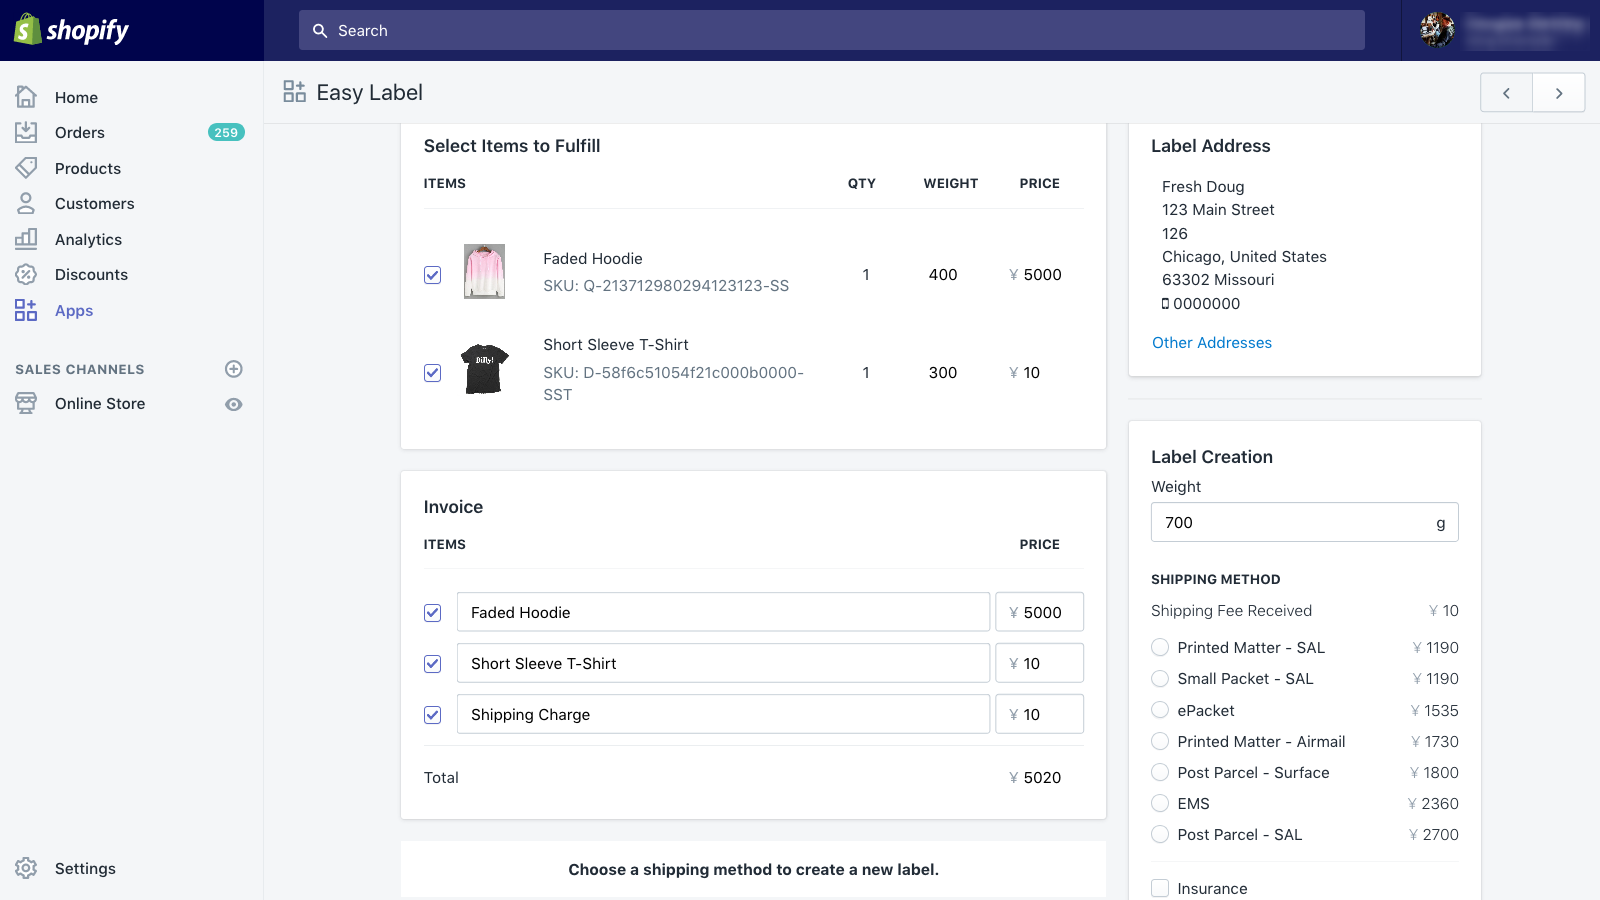 shopify
Search
Home
Orders 259
Products
Customers
Analytics
Discounts
Apps
SALES CHANNELS
Online Store
Settings
Easy Label
Select Items to Fulfill
ITEMS QTY WEIGHT PRICE
Faded Hoodie
SKU: Q-213712980294123123-SS
1 400 ¥ 5000
Short Sleeve T-Shirt
SKU: D-58f6c51054f21c000b0000-
SST
1 300 ¥ 10
Invoice
ITEMS PRICE
Faded Hoodie ¥ 5000
Short Sleeve T-Shirt ¥ 10
Shipping Charge ¥ 10
Total ¥ 5020
Choose a shipping method to create a new label.
Label Address
Fresh Doug
123 Main Street
126
Chicago, United States
63302 Missouri
0000000
Other Addresses
Label Creation
Weight
700 g
SHIPPING METHOD
Shipping Fee Received ¥ 10
Printed Matter - SAL ¥ 1190
Small Packet - SAL ¥ 1190
ePacket ¥ 1535
Printed Matter - Airmail ¥ 1730
Post Parcel - Surface ¥ 1800
EMS ¥ 2360
Post Parcel - SAL ¥ 2700
Insurance